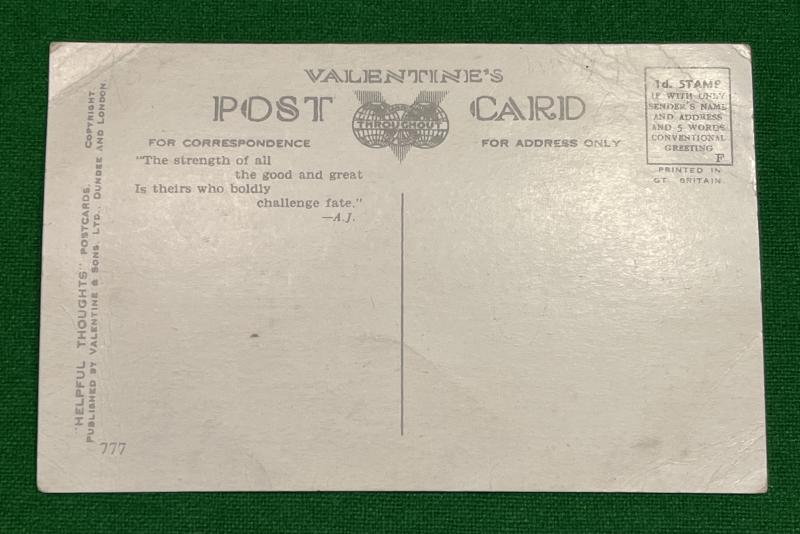 VALENTINE'S
POST CARD
THROUGHOUT
FOR CORRESPONDENCE
FOR ADDRESS ONLY
"The strength of all
the good and great
Is theirs who boldly
challenge fate."
—A.J.
1d. STAMP
IF WITH ONLY
SENDER'S NAME
AND ADDRESS
AND 5 WORDS
CONVENTIONAL
GREETING
F
PRINTED IN
GT. BRITAIN.
"HELPFUL THOUGHTS" POSTCARDS. COPYRIGHT
PUBLISHED BY VALENTINE & SONS. LTD., DUNDEE AND LONDON.
777